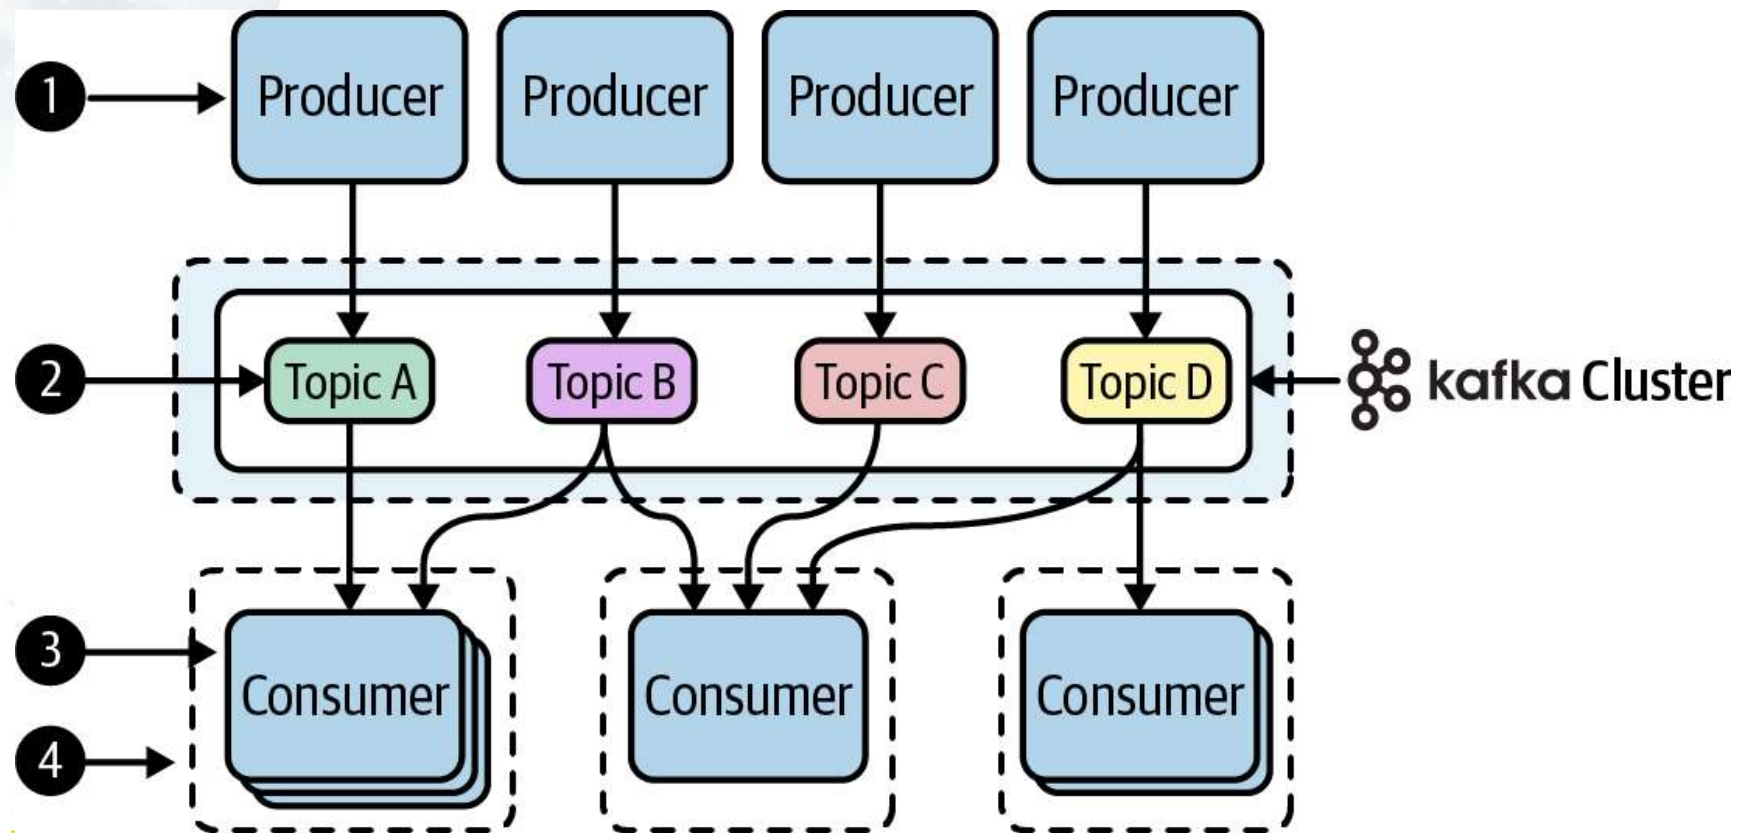 1
Producer
Producer
Producer
Producer
2
Topic A
Topic B
Topic C
Topic D
kafka Cluster
3
Consumer
Consumer
Consumer
4